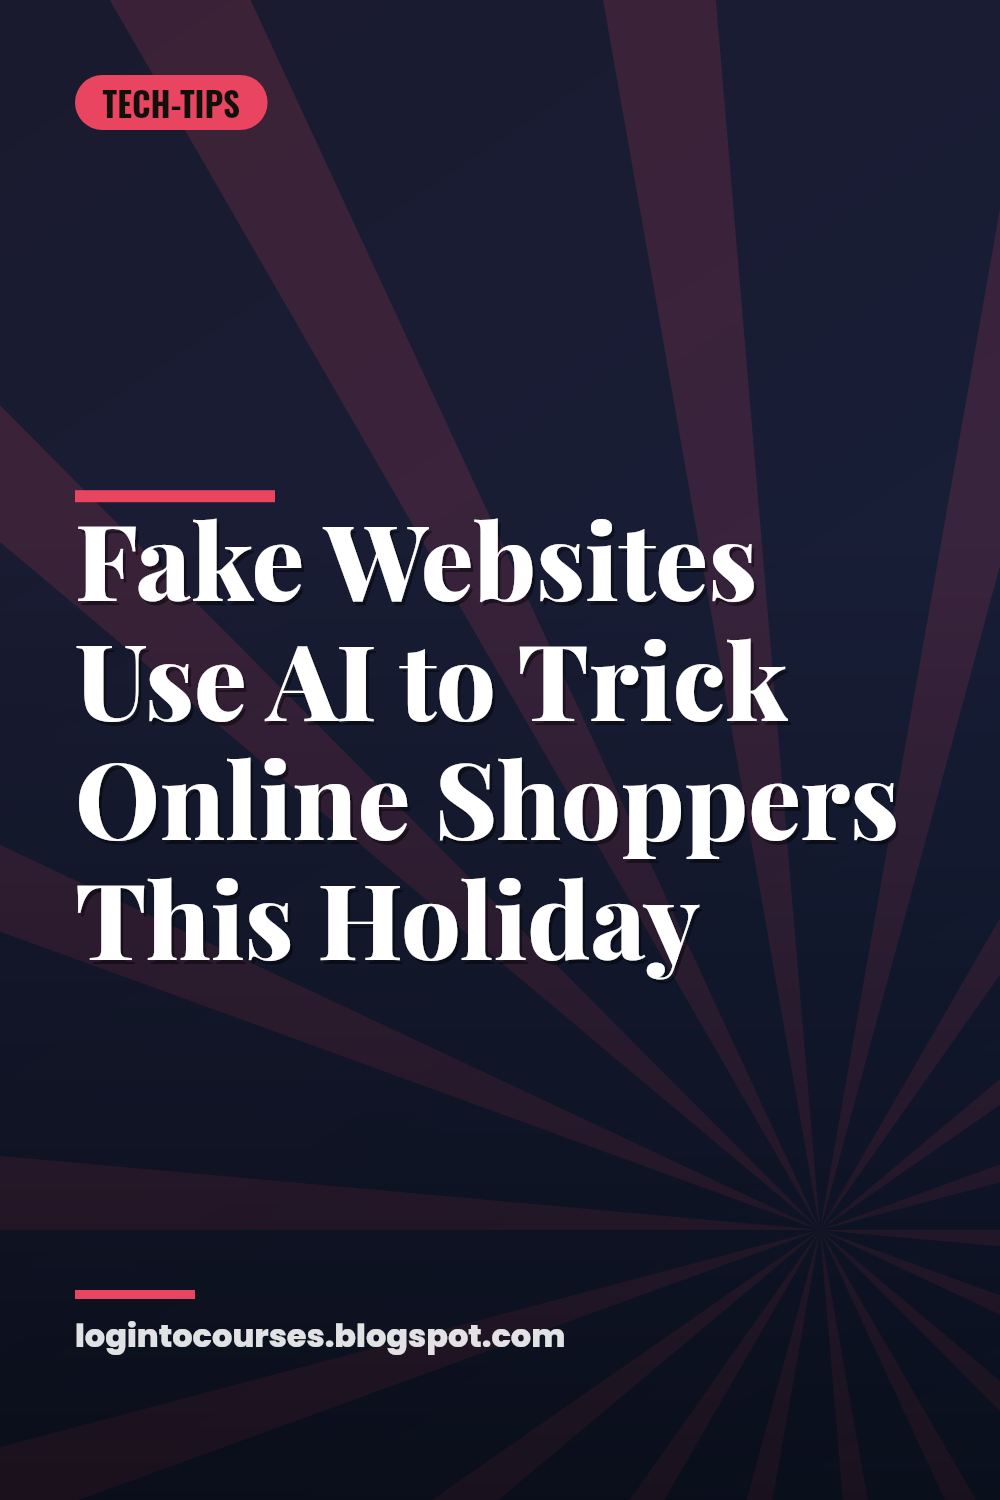 TECH-TIPS
Fake Websites
Use AI to Trick
Online Shoppers
This Holiday
logintocourses.blogspot.com